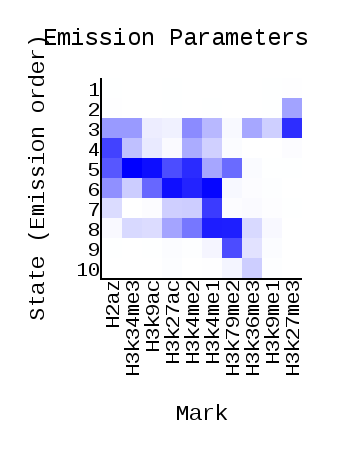 Emission Parameters
State (Emission order)
1
2
3
4
5
6
7
8
9
10
H2az
H3k34me3
H3k9ac
H3k27ac
H3k4me2
H3k4me1
H3k79me2
H3k36me3
H3k9me1
H3k27me3
Mark